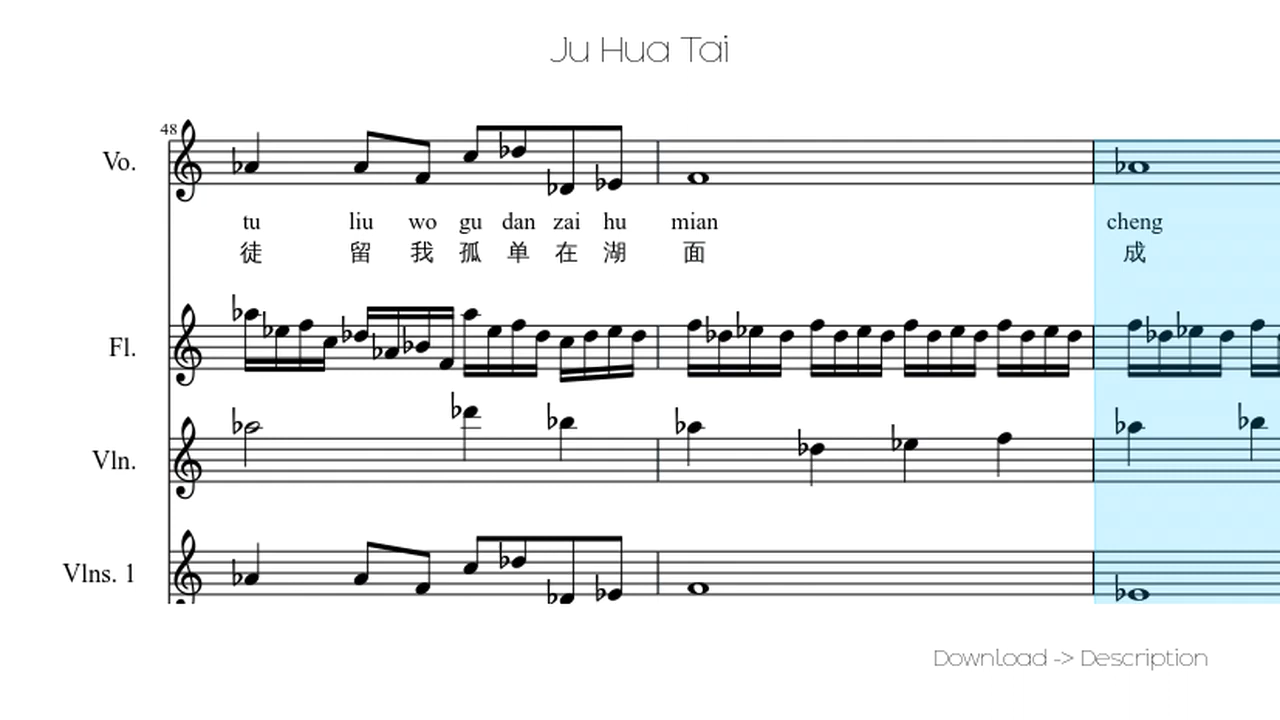 Ju Hua Tai
48
Vo.
tu liu wo gu dan zai hu mian cheng
徒 留 我 孤 单 在 湖 面 成
Fl.
Vln.
Vlns. 1
Download -> Description